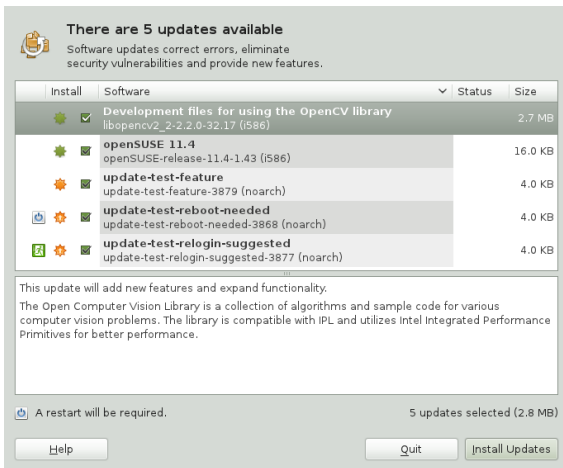 There are 5 updates available
Software updates correct errors, eliminate
security vulnerabilities and provide new features.
Install Software Status Size
Development files for using the OpenCV library
libopencv2_2-2.2.0-32.17 (i586)
2.7 MB
openSUSE 11.4
openSUSE-release-11.4-1.43 (i586)
16.0 KB
update-test-feature
update-test-feature-3879 (noarch)
4.0 KB
update-test-reboot-needed
update-test-reboot-needed-3868 (noarch)
4.0 KB
update-test-relogin-suggested
update-test-relogin-suggested-3877 (noarch)
4.0 KB
This update will add new features and expand functionality.
The Open Computer Vision Library is a collection of algorithms and sample code for various
computer vision problems. The library is compatible with IPL and utilizes Intel Integrated Performance
Primitives for better performance.
A restart will be required. 5 updates selected (2.8 MB)
Help Quit Install Updates